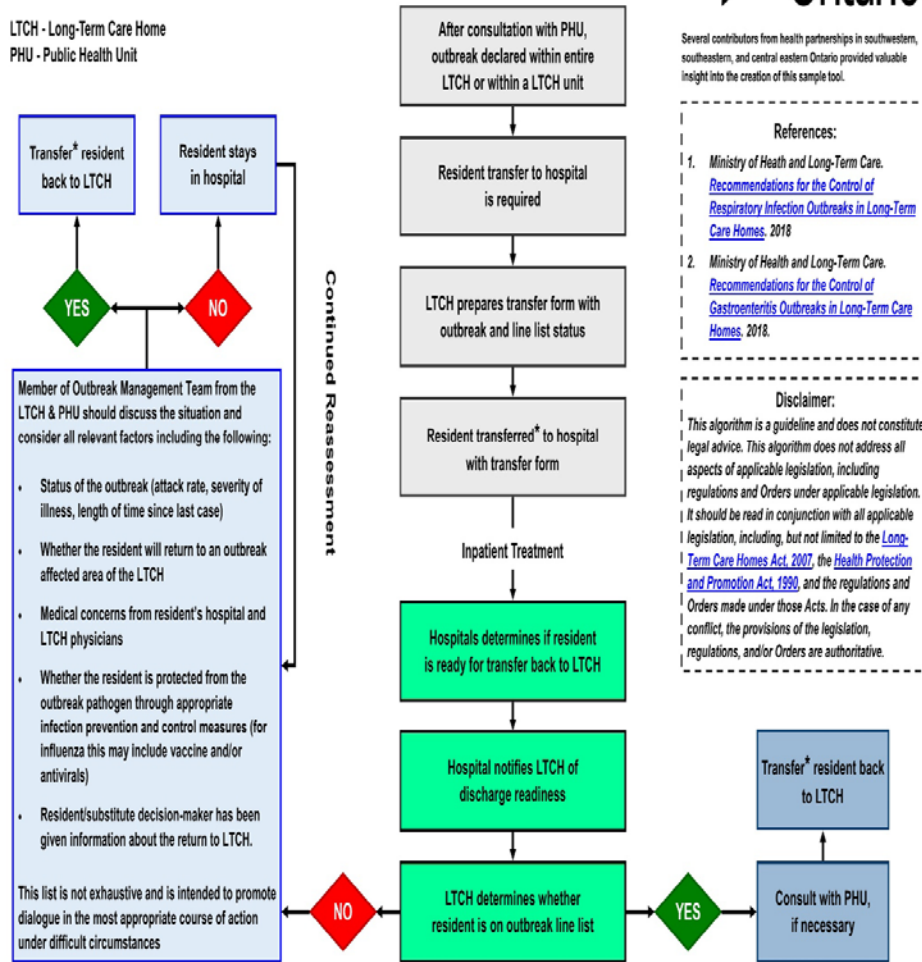 LTCH - Long-Term Care Home
PHU - Public Health Unit
After consultation with PHU,
outbreak declared within entire
LTCH or within a LTCH unit
Resident transfer to hospital
is required
LTCH prepares transfer form with
outbreak and line list status
Resident transferred* to hospital
with transfer form
Inpatient Treatment
Hospitals determines if resident
is ready for transfer back to LTCH
Hospital notifies LTCH of
discharge readiness
LTCH determines whether
resident is on outbreak line list
NO
YES
Consult with PHU,
if necessary
Transfer* resident back
to LTCH
Transfer* resident
back to LTCH
Resident stays
in hospital
YES
NO
Continued Reassessment
Member of Outbreak Management Team from the
LTCH & PHU should discuss the situation and
consider all relevant factors including the following:
• Status of the outbreak (attack rate, severity of
illness, length of time since last case)
• Whether the resident will return to an outbreak
affected area of the LTCH
• Medical concerns from resident's hospital and
LTCH physicians
• Whether the resident is protected from the
outbreak pathogen through appropriate
infection prevention and control measures (for
influenza this may include vaccine and/or
antivirals)
• Resident/substitute decision-maker has been
given information about the return to LTCH.
This list is not exhaustive and is intended to promote
dialogue in the most appropriate course of action
under difficult circumstances
Several contributors from health partnerships in southwestern,
southeastern, and central eastern Ontario provided valuable
insight into the creation of this sample tool.
References:
1. Ministry of Heath and Long-Term Care.
Recommendations for the Control of
Respiratory Infection Outbreaks in Long-Term
Care Homes. 2018
2. Ministry of Health and Long-Term Care.
Recommendations for the Control of
Gastroenteritis Outbreaks in Long-Term Care
Homes. 2018.
Disclaimer:
This algorithm is a guideline and does not constitute
legal advice. This algorithm does not address all
aspects of applicable legislation, including
regulations and Orders under applicable legislation.
It should be read in conjunction with all applicable
legislation, including, but not limited to the Long-
Term Care Homes Act, 2007, the Health Protection
and Promotion Act, 1990, and the regulations and
Orders made under those Acts. In the case of any
conflict, the provisions of the legislation,
regulations, and/or Orders are authoritative.